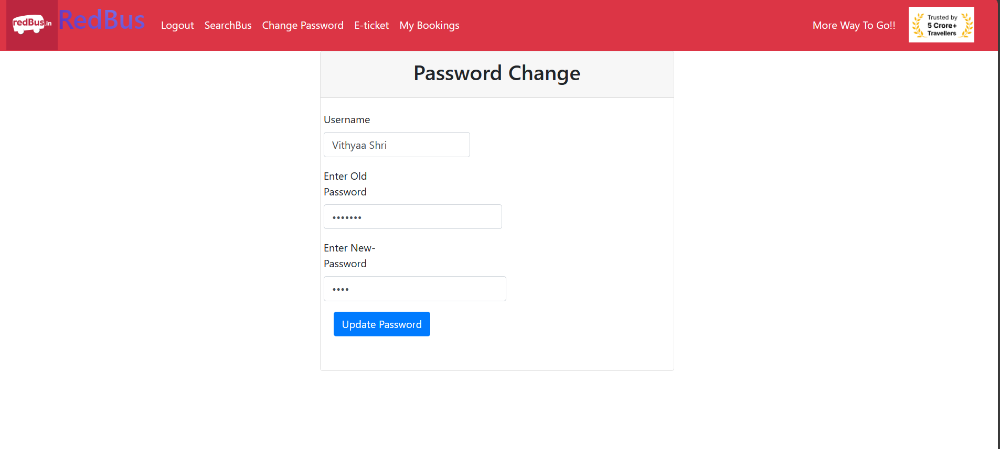 redBus.in
RedBus
Logout SearchBus Change Password E-ticket My Bookings
More Way To Go!!
Trusted by
5 Crore+
Travellers
Password Change
Username
Vithyaa Shri
Enter Old
Password
•••••••
Enter New-
Password
••••
Update Password